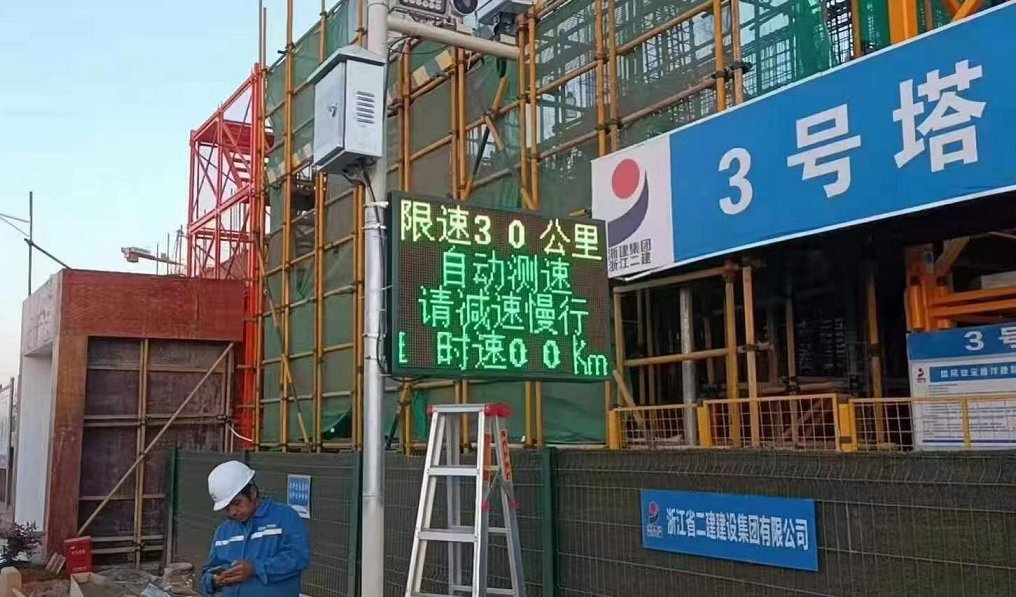 限速30公里
自动测速
请减速慢行
时速00Km
3号塔
浙建集团
浙江二建
3号
浙江省二建建设集团有限公司